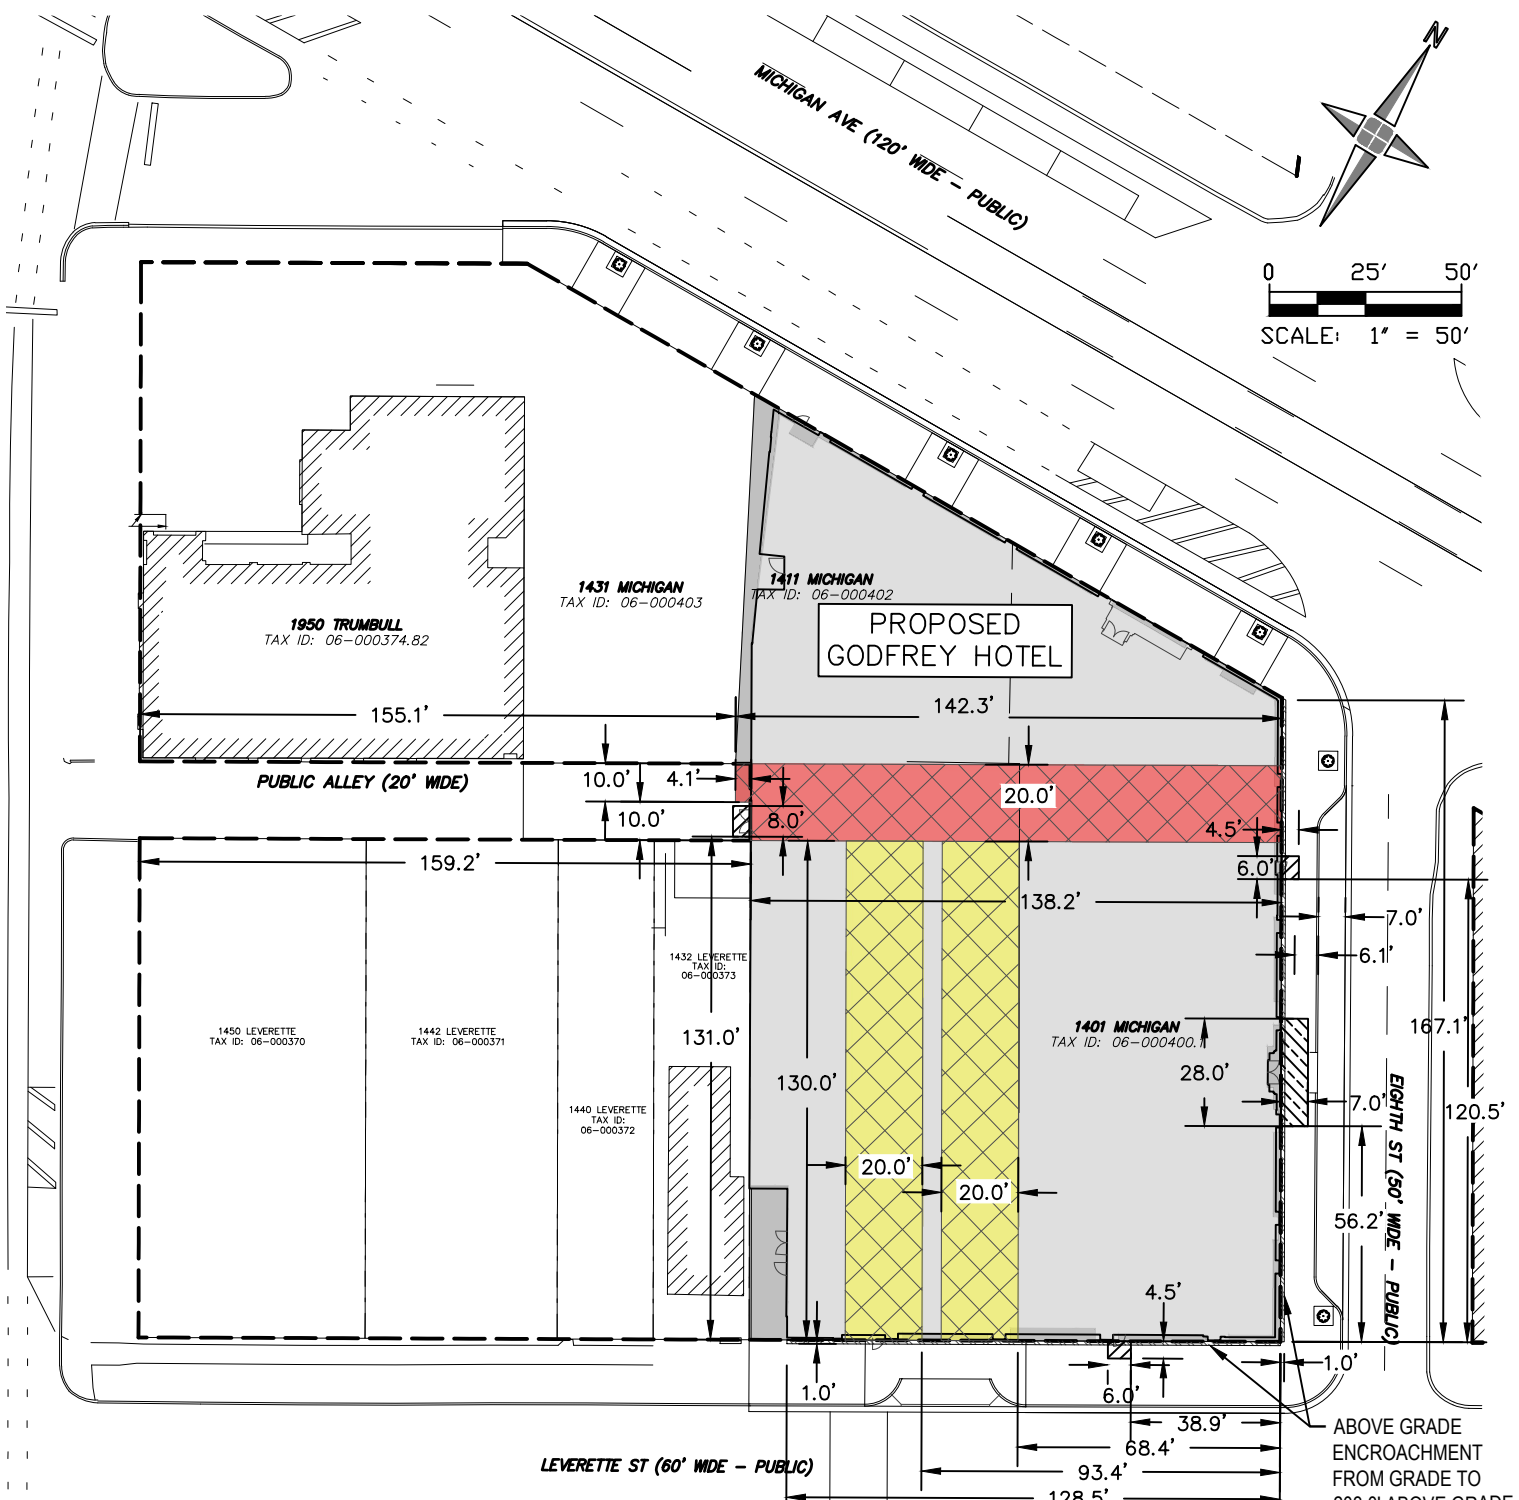 MICHIGAN AVE (120' WIDE - PUBLIC)
N
0 25' 50'
SCALE: 1" = 50'
1431 MICHIGAN
TAX ID: 06-000403
1411 MICHIGAN
TAX ID: 06-000402
1950 TRUMBULL
TAX ID: 06-000374.82
PROPOSED
GODFREY HOTEL
155.1'
142.3'
PUBLIC ALLEY (20' WIDE)
10.0'
4.1'
20.0'
10.0'
8.0'
4.5'
159.2'
6.0'
138.2'
7.0'
6.1'
1432 LEVERETTE
TAX ID:
06-000373
1450 LEVERETTE
TAX ID: 06-000370
1442 LEVERETTE
TAX ID: 06-000371
131.0'
1401 MICHIGAN
TAX ID: 06-000400.1
167.1'
130.0'
28.0'
1440 LEVERETTE
TAX ID:
06-000372
7.0'
120.5'
EIGHTH ST (50' WIDE - PUBLIC)
20.0'
20.0'
56.2'
4.5'
1.0'
1.0'
6.0'
38.9'
68.4'
93.4'
128.5'
LEVERETTE ST (60' WIDE - PUBLIC)
ABOVE GRADE
ENCROACHMENT
FROM GRADE TO
ABOVE GRADE